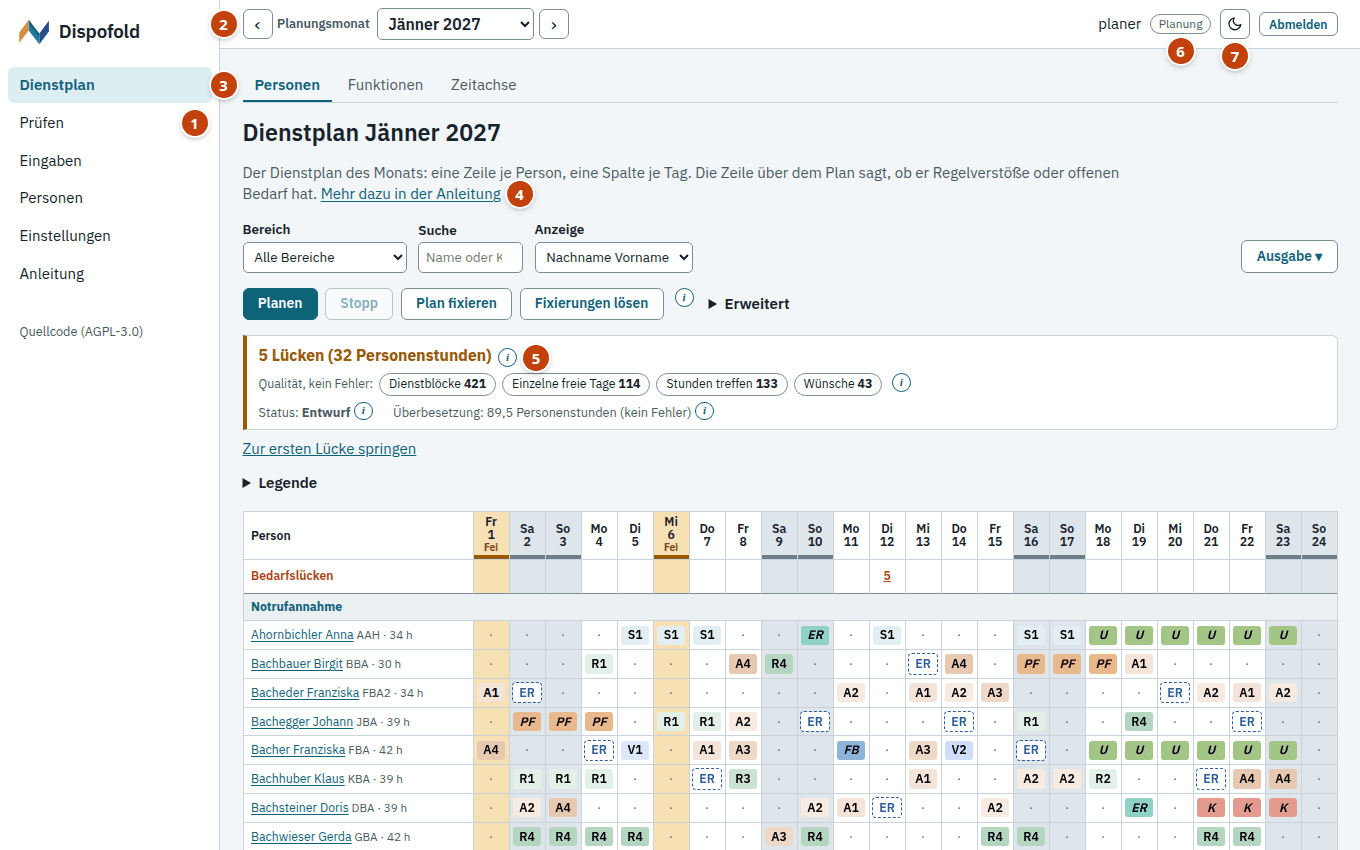 Dispofold
Dienstplan
Prüfen
Eingaben
Personen
Einstellungen
Anleitung
Quellcode (AGPL-3.0)
1
2 ‹ Planungsmonat Jänner 2027 › planer Planung Abmelden
6 7
3 Personen Funktionen Zeitachse
Dienstplan Jänner 2027
Der Dienstplan des Monats: eine Zeile je Person, eine Spalte je Tag. Die Zeile über dem Plan sagt, ob er Regelverstöße oder offenen
Bedarf hat. Mehr dazu in der Anleitung 4
Bereich Suche Anzeige
Alle Bereiche Name oder K Nachname Vorname Ausgabe ▾
Planen Stopp Plan fixieren Fixierungen lösen i ▶ Erweitert
5 Lücken (32 Personenstunden) i 5
Qualität, kein Fehler: Dienstblöcke 421 Einzelne freie Tage 114 Stunden treffen 133 Wünsche 43 i
Status: Entwurf i Überbesetzung: 89,5 Personenstunden (kein Fehler) i
Zur ersten Lücke springen
▶ Legende
Person Fr 1 Fei Sa 2 So 3 Mo 4 Di 5 Mi 6 Fei Do 7 Fr 8 Sa 9 So 10 Mo 11 Di 12 Mi 13 Do 14 Fr 15 Sa 16 So 17 Mo 18 Di 19 Mi 20 Do 21 Fr 22 Sa 23 So 24
Bedarfslücken 5
Notrufannahme
Ahornbichler Anna AAH · 34 h · · · · S1 S1 S1 · · ER · S1 · · · S1 S1 U U U U U U ·
Bachbauer Birgit BBA · 30 h · · · R1 · · · A4 R4 · · · ER A4 · PF PF PF A1 · · · · ·
Bacheder Franziska FBA2 · 34 h A1 ER · · · · · · · · A2 · A1 A2 A3 · · · · ER A2 A1 A2 ·
Bachegger Johann JBA · 39 h · PF PF PF · R1 R1 A2 · ER · · · ER · R1 · · R4 · · ER · ·
Bacher Franziska FBA · 42 h A4 · · ER V1 · A1 A3 · · FB · A3 V2 · ER · U U U U U U ·
Bachhuber Klaus KBA · 39 h · R1 R1 R1 · · ER R3 · · · · A1 · · A2 A2 R2 · · ER A4 A4 ·
Bachsteiner Doris DBA · 39 h · A2 A4 · · · · · · A2 A1 ER · · A2 · · · ER · K K K ·
Bachwieser Gerda GBA · 42 h · R4 R4 R4 R4 · · · A3 R4 · · · · R4 R4 · · · · R4 R4 · ·